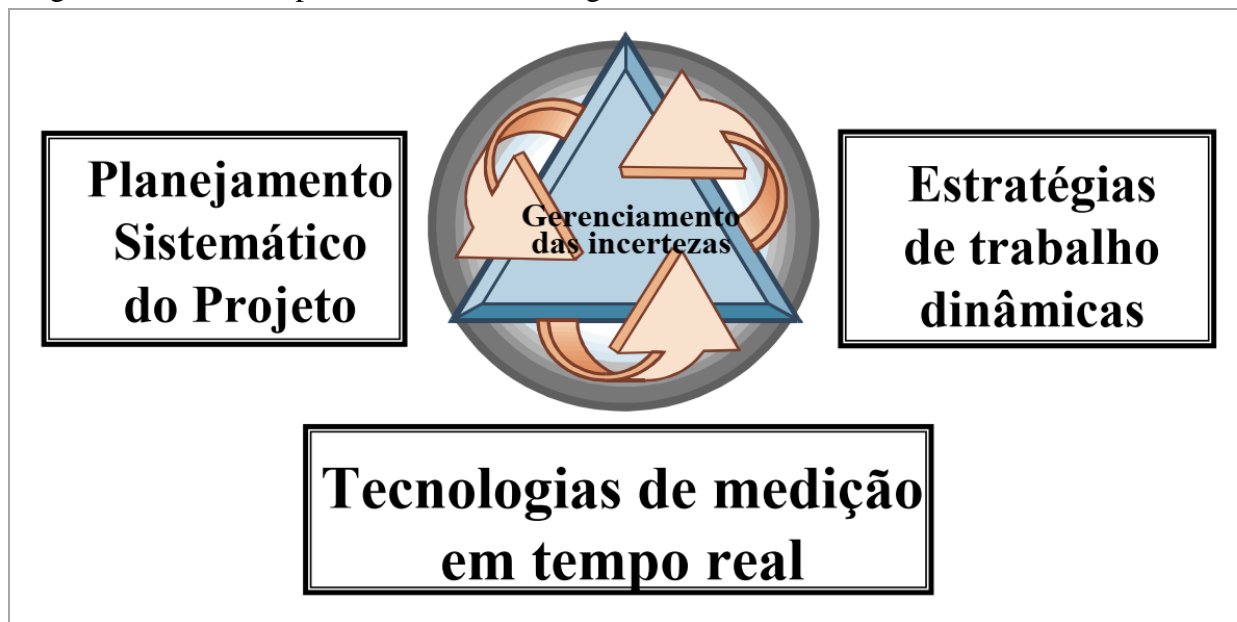 Planejamento
Sistemático
do Projeto
Gerenciamento
das incertezas
Estratégias
de trabalho
dinâmicas
Tecnologias de medição
em tempo real